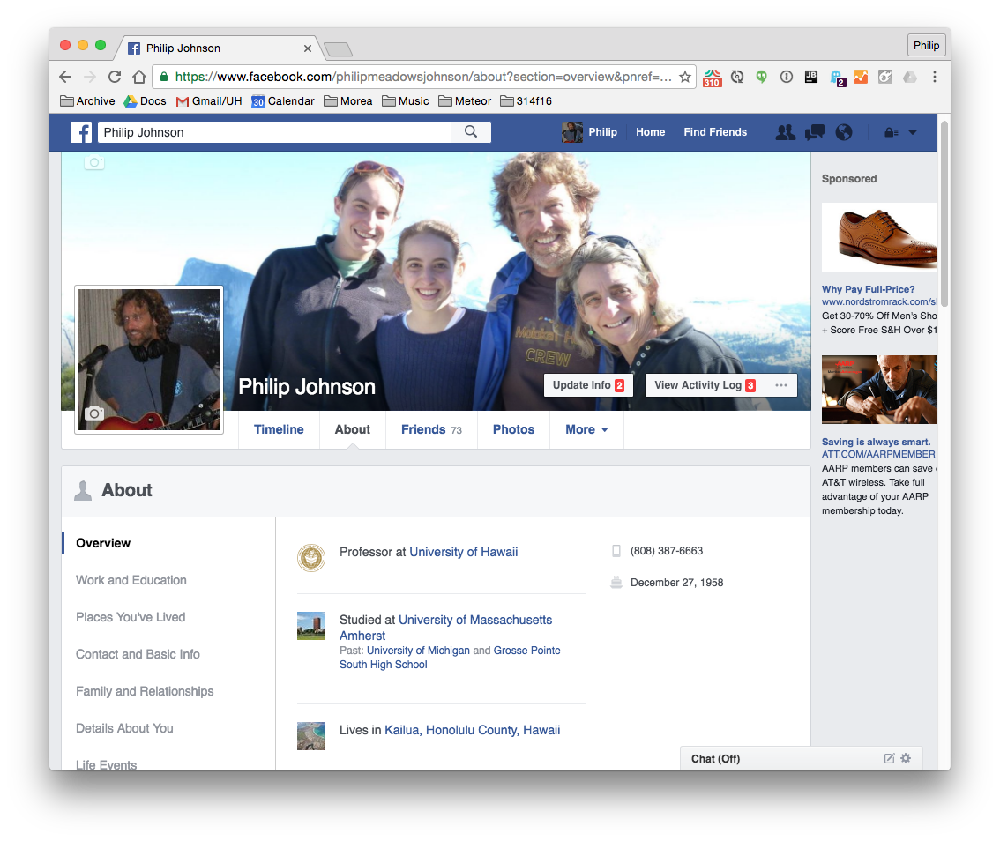 Philip Johnson
Philip
https://www.facebook.com/philipmeadowsjohnson/about?section=overview&pnref=...
310
JB
2
Archive
Docs
Gmail/UH
30
Calendar
Morea
Music
Meteor
314f16
Philip Johnson
Philip
Home
Find Friends
CREW
Philip Johnson
Update Info 2
View Activity Log 3
Timeline
About
Friends 73
Photos
More
About
Overview
Work and Education
Places You've Lived
Contact and Basic Info
Family and Relationships
Details About You
Life Events
Professor at University of Hawaii
Studied at University of Massachusetts
Amherst
Past: University of Michigan and Grosse Pointe
South High School
Lives in Kailua, Honolulu County, Hawaii
(808) 387-6663
December 27, 1958
Sponsored
Why Pay Full-Price?
www.nordstromrack.com/sl
Get 30-70% Off Men's Sho
+ Score Free S&H Over $1
Saving is always smart.
ATT.COM/AARPMEMBER
AARP members can save
AT&T wireless. Take full
advantage of your AARP
membership today.
Chat (Off)